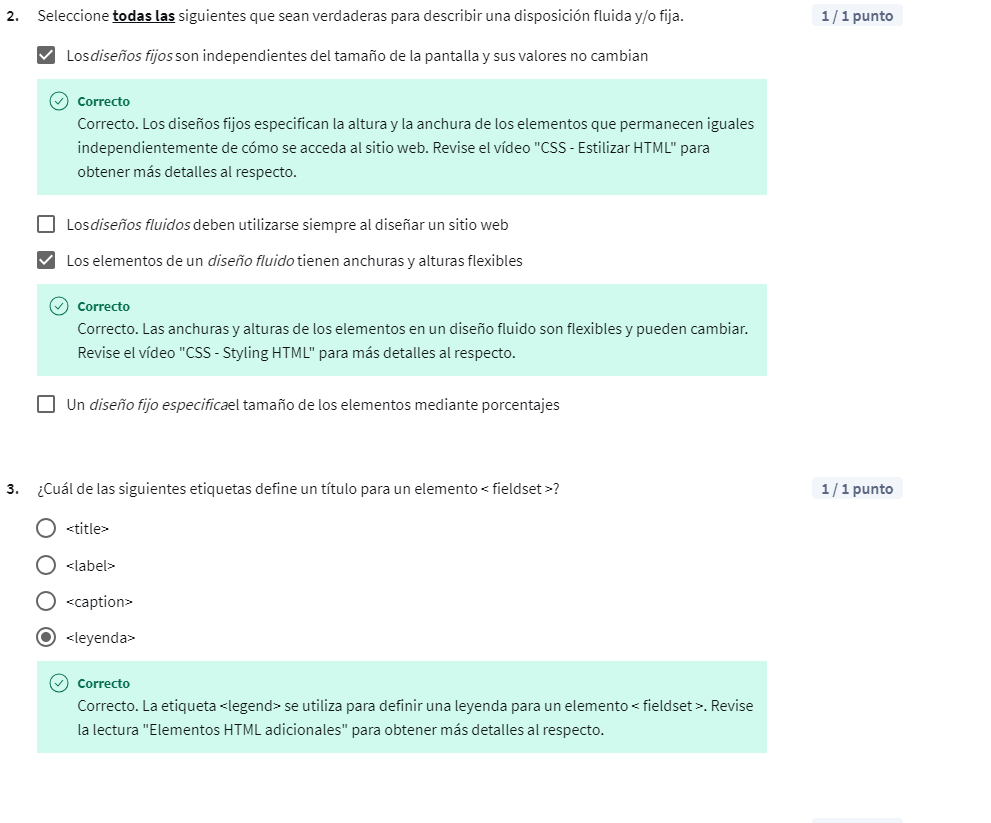 2. Seleccione todas las siguientes que sean verdaderas para describir una disposición fluida y/o fija. 1 / 1 punto
Losdiseños fijos son independientes del tamaño de la pantalla y sus valores no cambian
Correcto
Correcto. Los diseños fijos especifican la altura y la anchura de los elementos que permanecen iguales
independientemente de cómo se acceda al sitio web. Revise el vídeo "CSS - Estilizar HTML" para
obtener más detalles al respecto.
Losdiseños fluidos deben utilizarse siempre al diseñar un sitio web
Los elementos de un diseño fluido tienen anchuras y alturas flexibles
Correcto
Correcto. Las anchuras y alturas de los elementos en un diseño fluido son flexibles y pueden cambiar.
Revise el vídeo "CSS - Styling HTML" para más detalles al respecto.
Un diseño fijo especificael tamaño de los elementos mediante porcentajes
3. ¿Cuál de las siguientes etiquetas define un título para un elemento < fieldset >? 1 / 1 punto
<title>
<label>
<caption>
<leyenda>
Correcto
Correcto. La etiqueta <legend> se utiliza para definir una leyenda para un elemento < fieldset >. Revise
la lectura "Elementos HTML adicionales" para obtener más detalles al respecto.